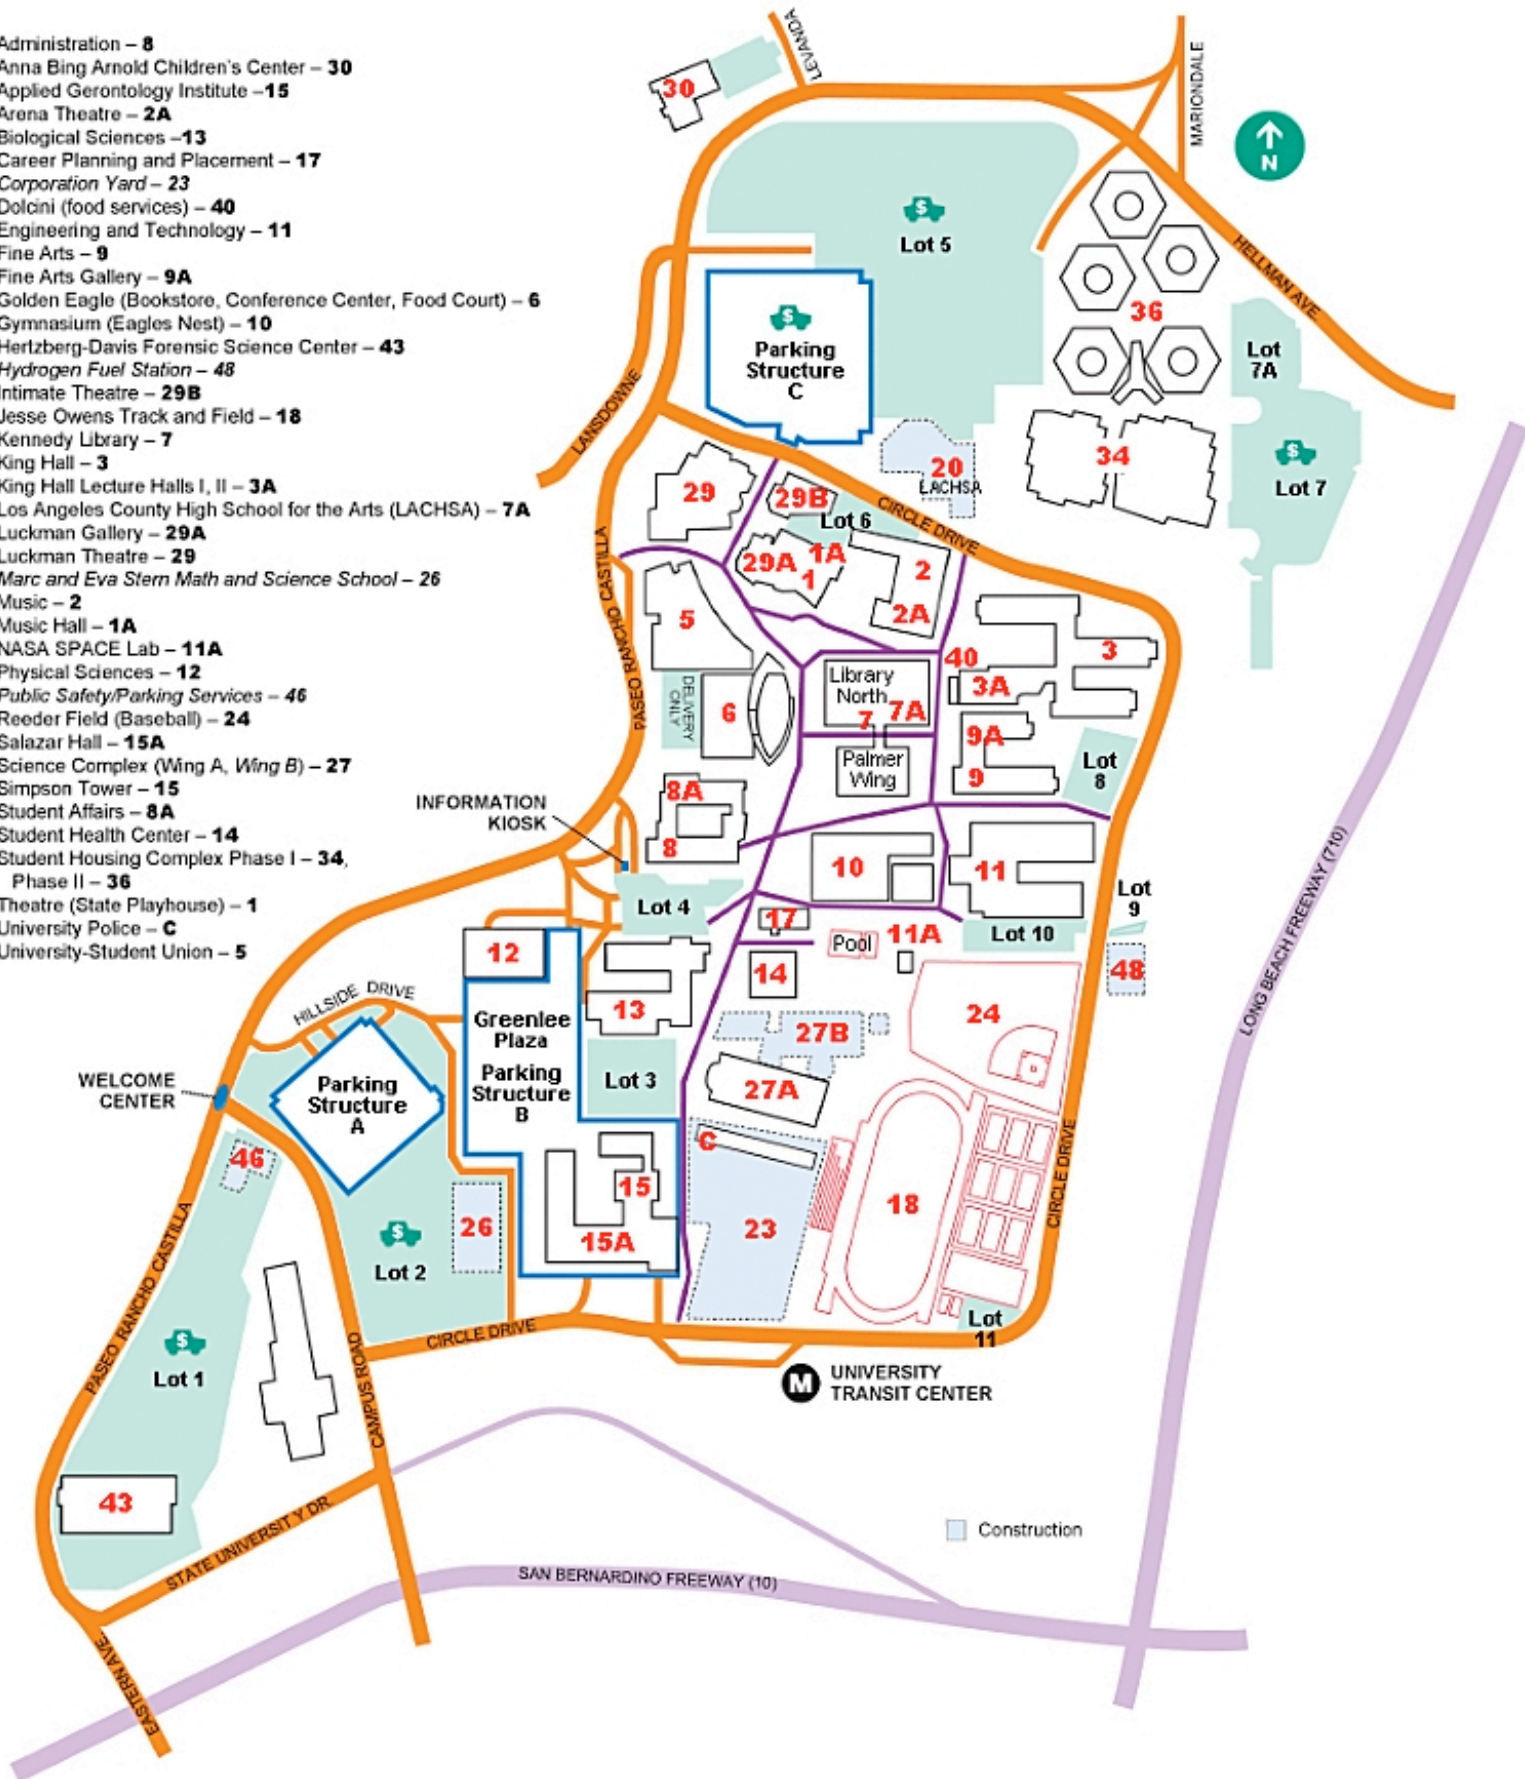 Administration – 8
Anna Bing Arnold Children's Center – 30
Applied Gerontology Institute –15
Arena Theatre – 2A
Biological Sciences –13
Career Planning and Placement – 17
Corporation Yard – 23
Dolcini (food services) – 40
Engineering and Technology – 11
Fine Arts – 9
Fine Arts Gallery – 9A
Golden Eagle (Bookstore, Conference Center, Food Court) – 6
Gymnasium (Eagles Nest) – 10
Hertzberg-Davis Forensic Science Center – 43
Hydrogen Fuel Station – 48
Intimate Theatre – 29B
Jesse Owens Track and Field – 18
Kennedy Library – 7
King Hall – 3
King Hall Lecture Halls I, II – 3A
Los Angeles County High School for the Arts (LACHSA) – 7A
Luckman Gallery – 29A
Luckman Theatre – 29
Marc and Eva Stern Math and Science School – 26
Music – 2
Music Hall – 1A
NASA SPACE Lab – 11A
Physical Sciences – 12
Public Safety/Parking Services – 46
Reeder Field (Baseball) – 24
Salazar Hall – 15A
Science Complex (Wing A, Wing B) – 27
Simpson Tower – 15
Student Affairs – 8A
Student Health Center – 14
Student Housing Complex Phase I – 34,
Phase II – 36
Theatre (State Playhouse) – 1
University Police – C
University-Student Union – 5
LEVANDA
MARIONDALE
30
N
$
Lot 5
HELLMAN AVE.
36
$
Parking
Structure
C
Lot
7A
LANSDOWNE
34
$
Lot 7
20
LACHSA
29
29B
Lot 6
CIRCLE DRIVE
29A
1A
1
2
2A
PASEO RANCHO CASTILLA
5
40
3
3A
Library
North
7
7A
DELIVERY
ONLY
6
9A
9
Palmer
Wing
Lot
8
8A
8
INFORMATION
KIOSK
10
11
LONG BEACH FREEWAY (710)
Lot
9
Lot 4
17
Pool
11A
Lot 10
12
14
48
13
24
HILLSIDE DRIVE
Greenlee
Plaza
Parking
Structure
B
27B
WELCOME
CENTER
Parking
Structure
A
Lot 3
27A
46
C
CIRCLE DRIVE
15
18
PASEO RANCHO CASTILLA
26
23
15A
$
Lot 2
Lot
11
CIRCLE DRIVE
$
Lot 1
CAMPUS ROAD
M
UNIVERSITY
TRANSIT CENTER
43
STATE UNIVERSITY DR.
Construction
SAN BERNARDINO FREEWAY (10)
EASTERN AVE.